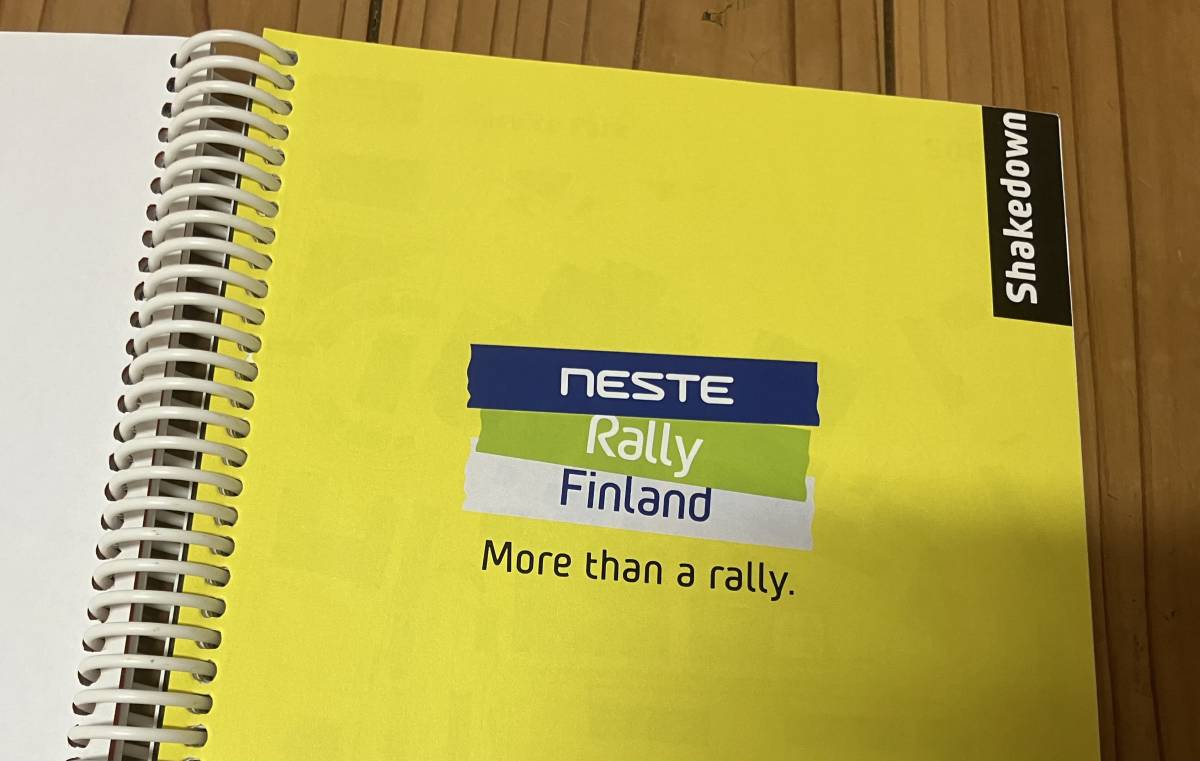 Shakedown
NESTE
Rally
Finland
More than a rally.